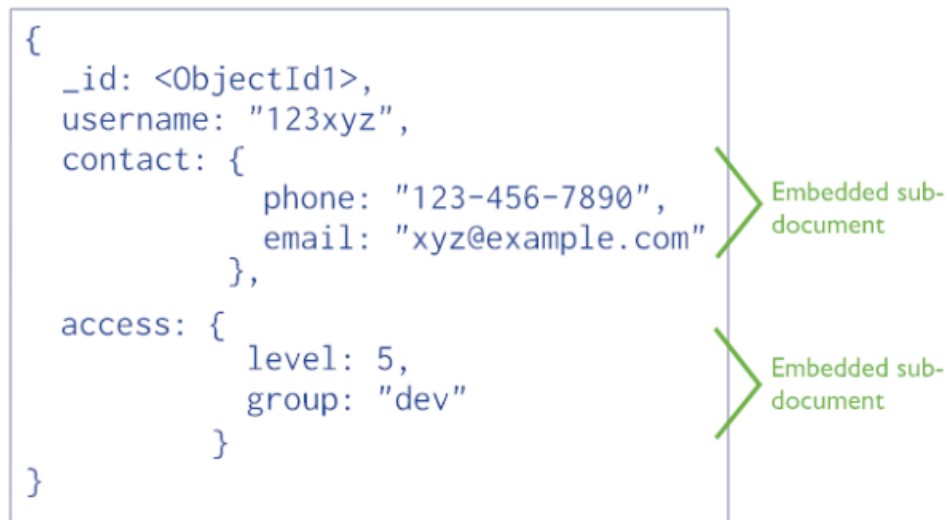 {
_id: <ObjectId1>,
username: "123xyz",
contact: {
phone: "123-456-7890",
email: "xyz@example.com"
},
access: {
level: 5,
group: "dev"
}
}
Embedded sub-
document
Embedded sub-
document